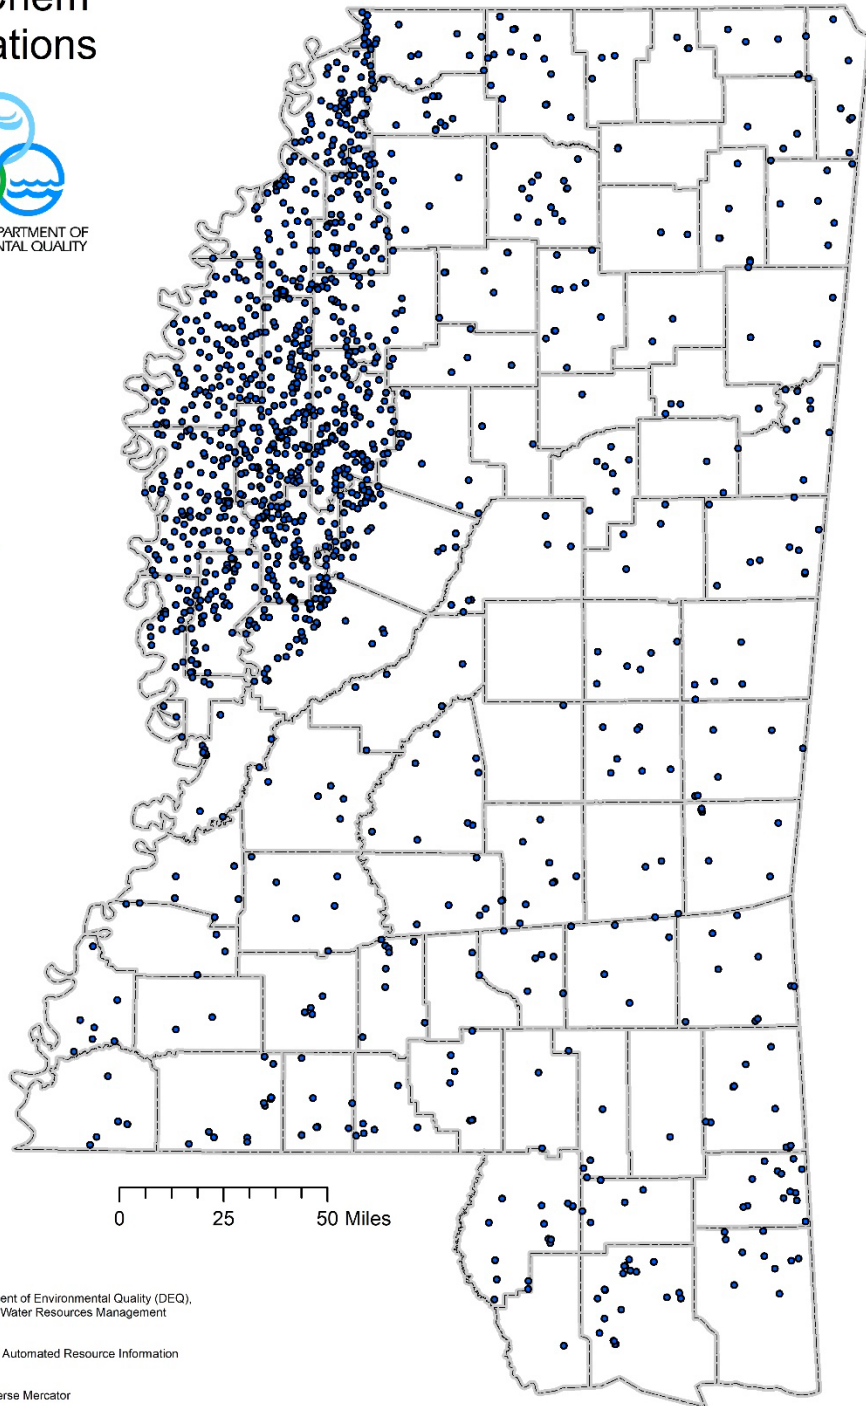 ations
PARTMENT OF
NTAL QUALITY
0 25 50 Miles
ent of Environmental Quality (DEQ),
Water Resources Management
Automated Resource Information
erse Mercator